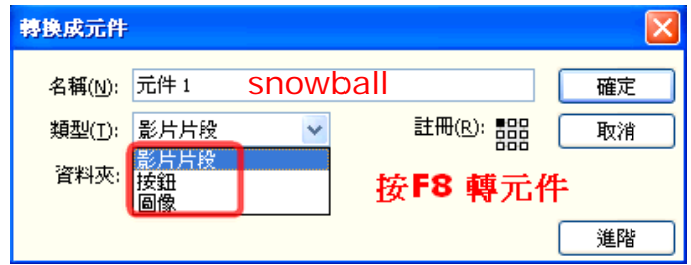 轉換成元件
名稱(N): 元件 1 snowball 確定
類型(T): 影片片段 註冊(R): 取消
資料夾: 影片片段
按鈕
圖像
按F8 轉元件
進階